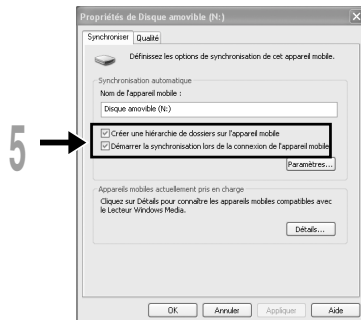 Propriétés de Disque amovible (N:)
Synchroniser Qualité
Définissez les options de synchronisation de cet appareil mobile.
Synchronisation automatique
Nom de l'appareil mobile :
Disque amovible (N:)
5
Créer une hiérarchie de dossiers sur l'appareil mobile
Démarrer la synchronisation lors de la connexion de l'appareil mobile
Paramètres...
Appareils mobiles actuellement pris en charge
Cliquez sur Détails pour connaître les appareils mobiles compatibles avec
le Lecteur Windows Media.
Détails...
OK Annuler Appliquer Aide